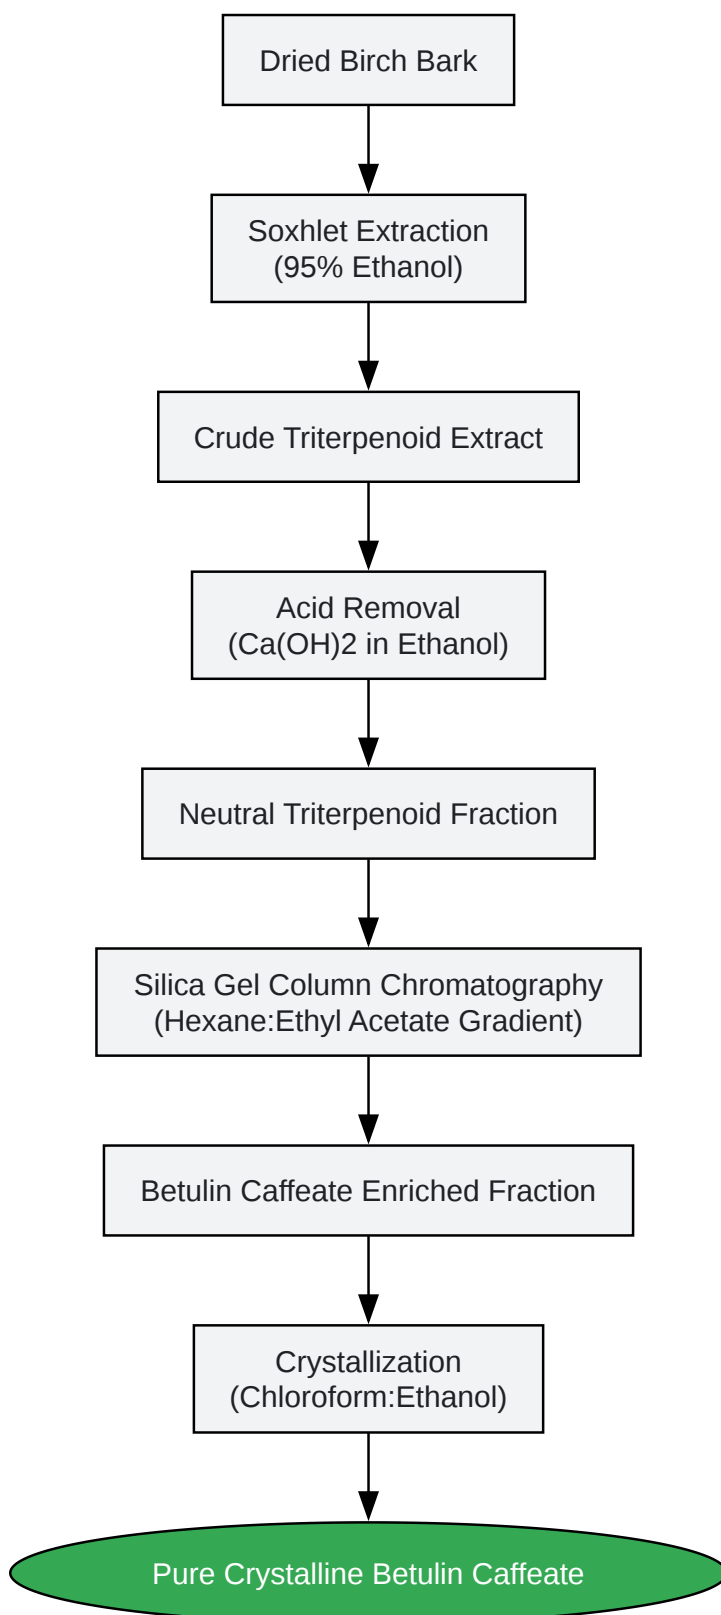 Dried Birch Bark
Soxhlet Extraction
(95% Ethanol)
Crude Triterpenoid Extract
Acid Removal
(Ca(OH)2 in Ethanol)
Neutral Triterpenoid Fraction
Silica Gel Column Chromatography
(Hexane:Ethyl Acetate Gradient)
Betulin Caffeate Enriched Fraction
Crystallization
(Chloroform:Ethanol)
Pure Crystalline Betulin Caffeate